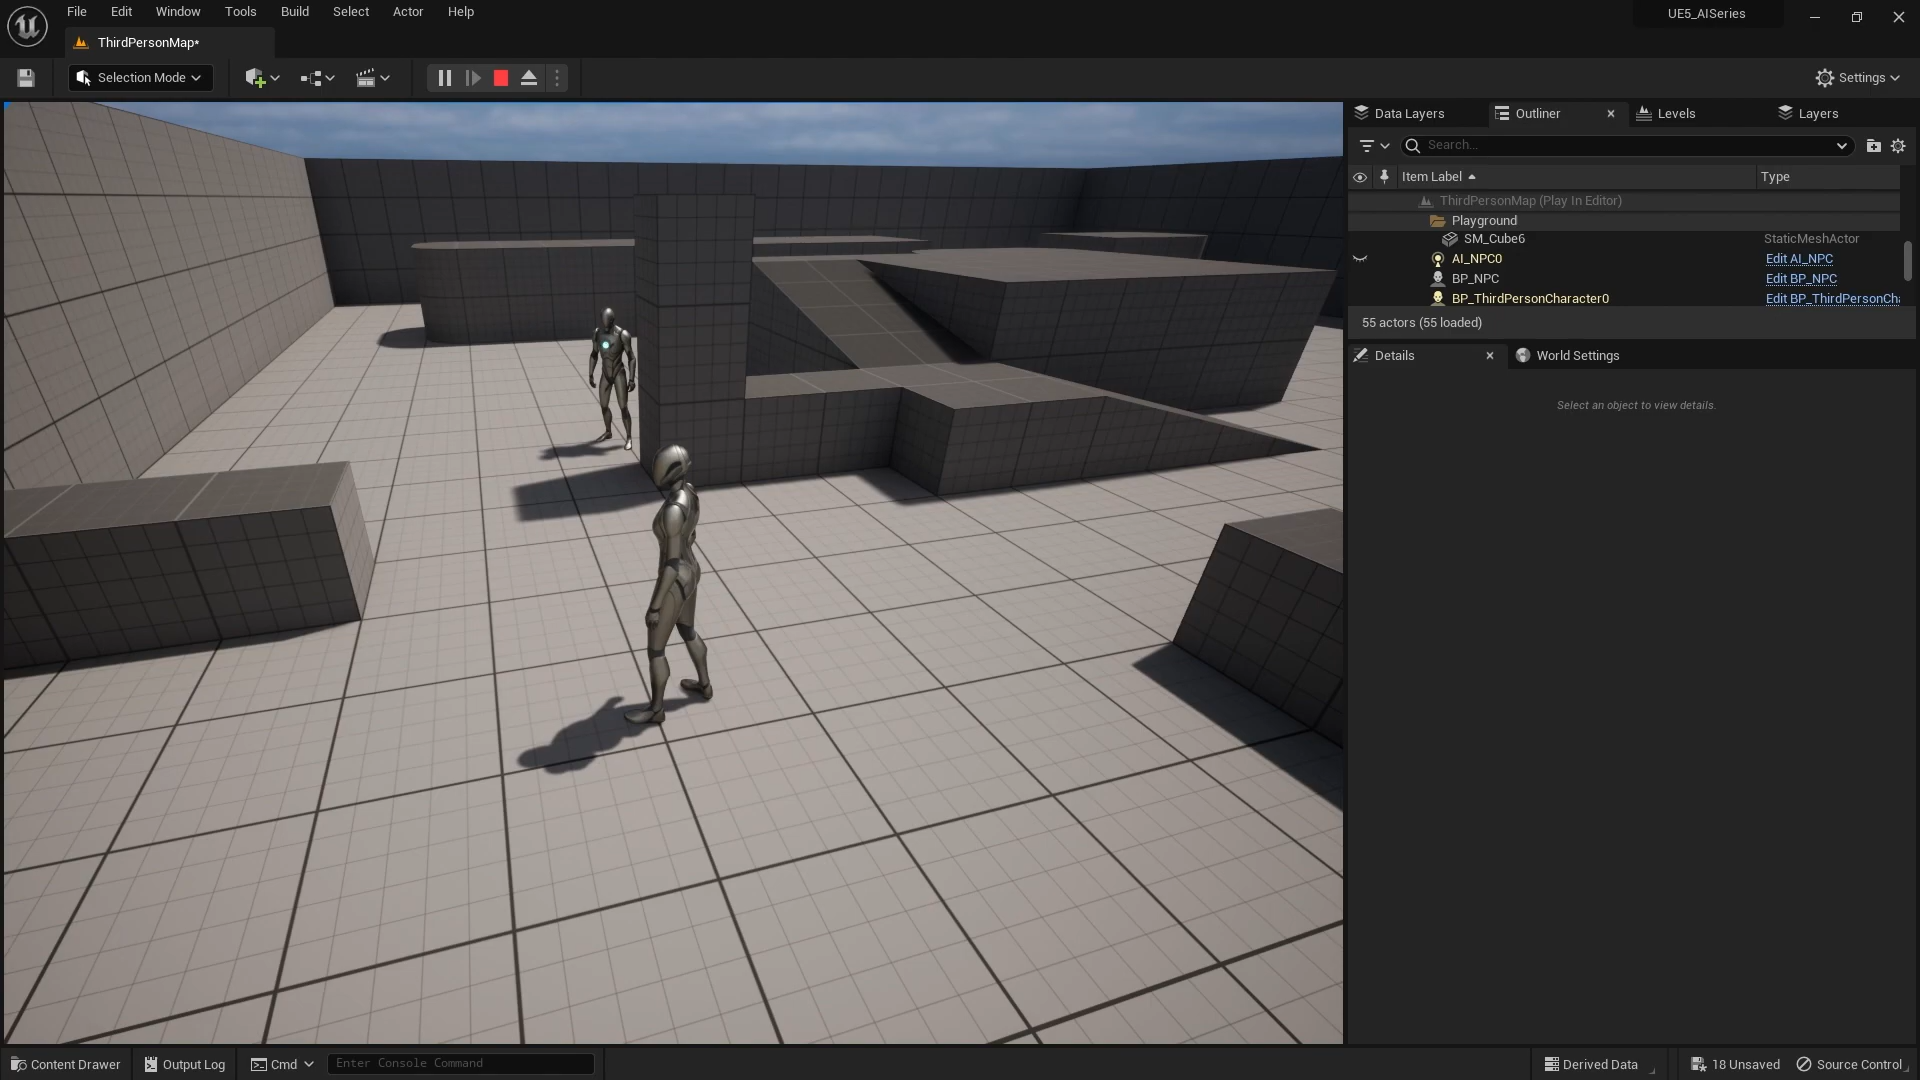 File Edit Window Tools Build Select Actor Help
UE5_AISeries
ThirdPersonMap*
Selection Mode
Settings
Data Layers
Outliner
Levels
Layers
Search...
Item Label
Type
ThirdPersonMap (Play In Editor)
Playground
SM_Cube6 StaticMeshActor
AI_NPC0 Edit AI_NPC
BP_NPC Edit BP_NPC
BP_ThirdPersonCharacter0 Edit BP_ThirdPersonCha
55 actors (55 loaded)
Details
World Settings
Select an object to view details.
Content Drawer
Output Log
Cmd
Enter Console Command
Derived Data
18 Unsaved
Source Control